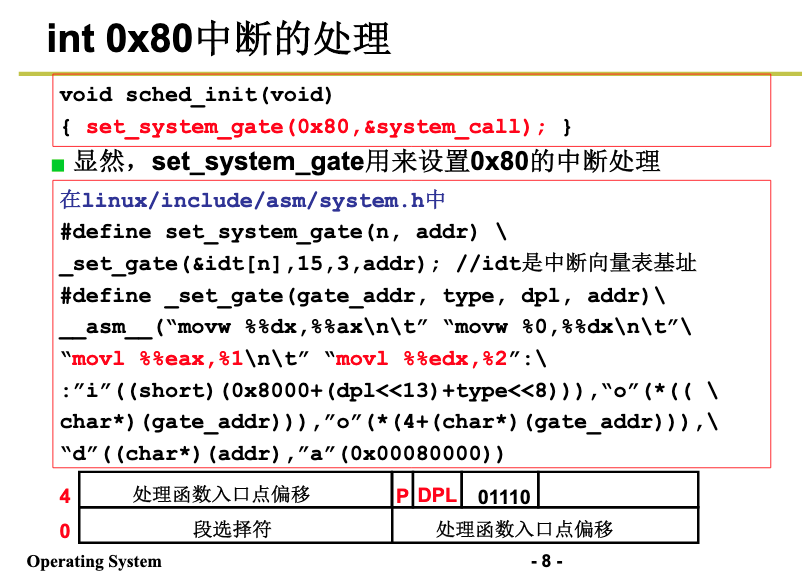 int 0x80中断的处理
void sched_init(void)
{ set_system_gate(0x80,&system_call); }
显然，set_system_gate用来设置0x80的中断处理
在linux/include/asm/system.h中
#define set_system_gate(n, addr) \
_set_gate(&idt[n],15,3,addr); //idt是中断向量表基址
#define _set_gate(gate_addr, type, dpl, addr)\
__asm__(“movw %%dx,%%ax\n\t” “movw %0,%%dx\n\t”\
“movl %%eax,%1\n\t” “movl %%edx,%2”:\
:”i”((short)(0x8000+(dpl<<13)+type<<8))),“o”(*(( \
char*)(gate_addr))),”o”(*(4+(char*)(gate_addr))),\
“d”((char*)(addr),”a”(0x00080000))
4 处理函数入口点偏移 P DPL 01110
0 段选择符 处理函数入口点偏移
Operating System - 8 -